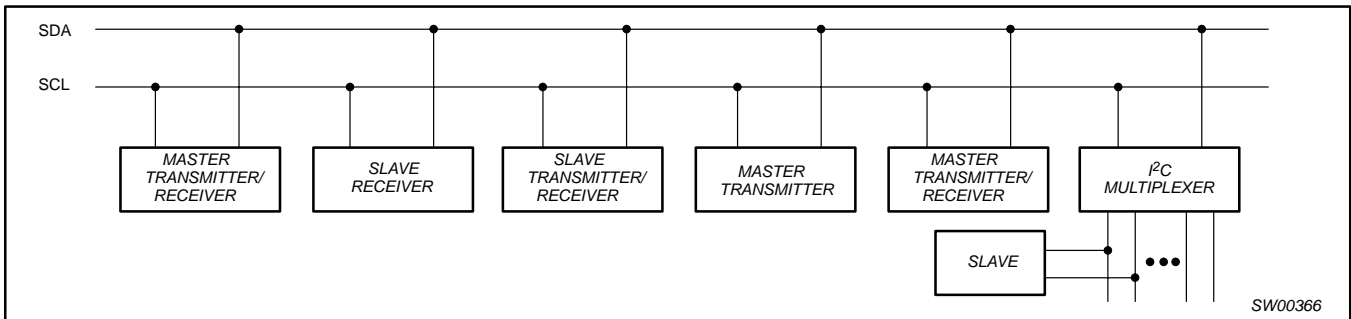 SDA
SCL
MASTER
TRANSMITTER/
RECEIVER
SLAVE
RECEIVER
SLAVE
TRANSMITTER/
RECEIVER
MASTER
TRANSMITTER
MASTER
TRANSMITTER/
RECEIVER
I²C
MULTIPLEXER
SLAVE
SW00366